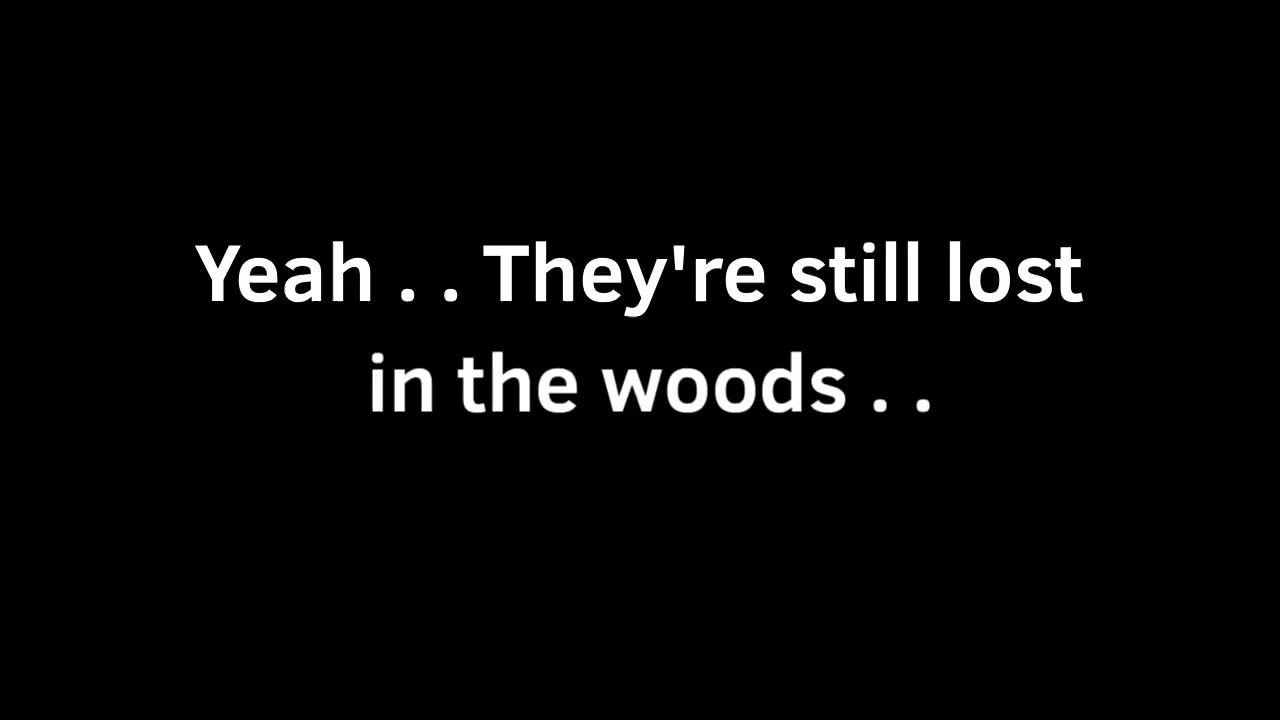 Yeah . . They're still lost
in the woods . .